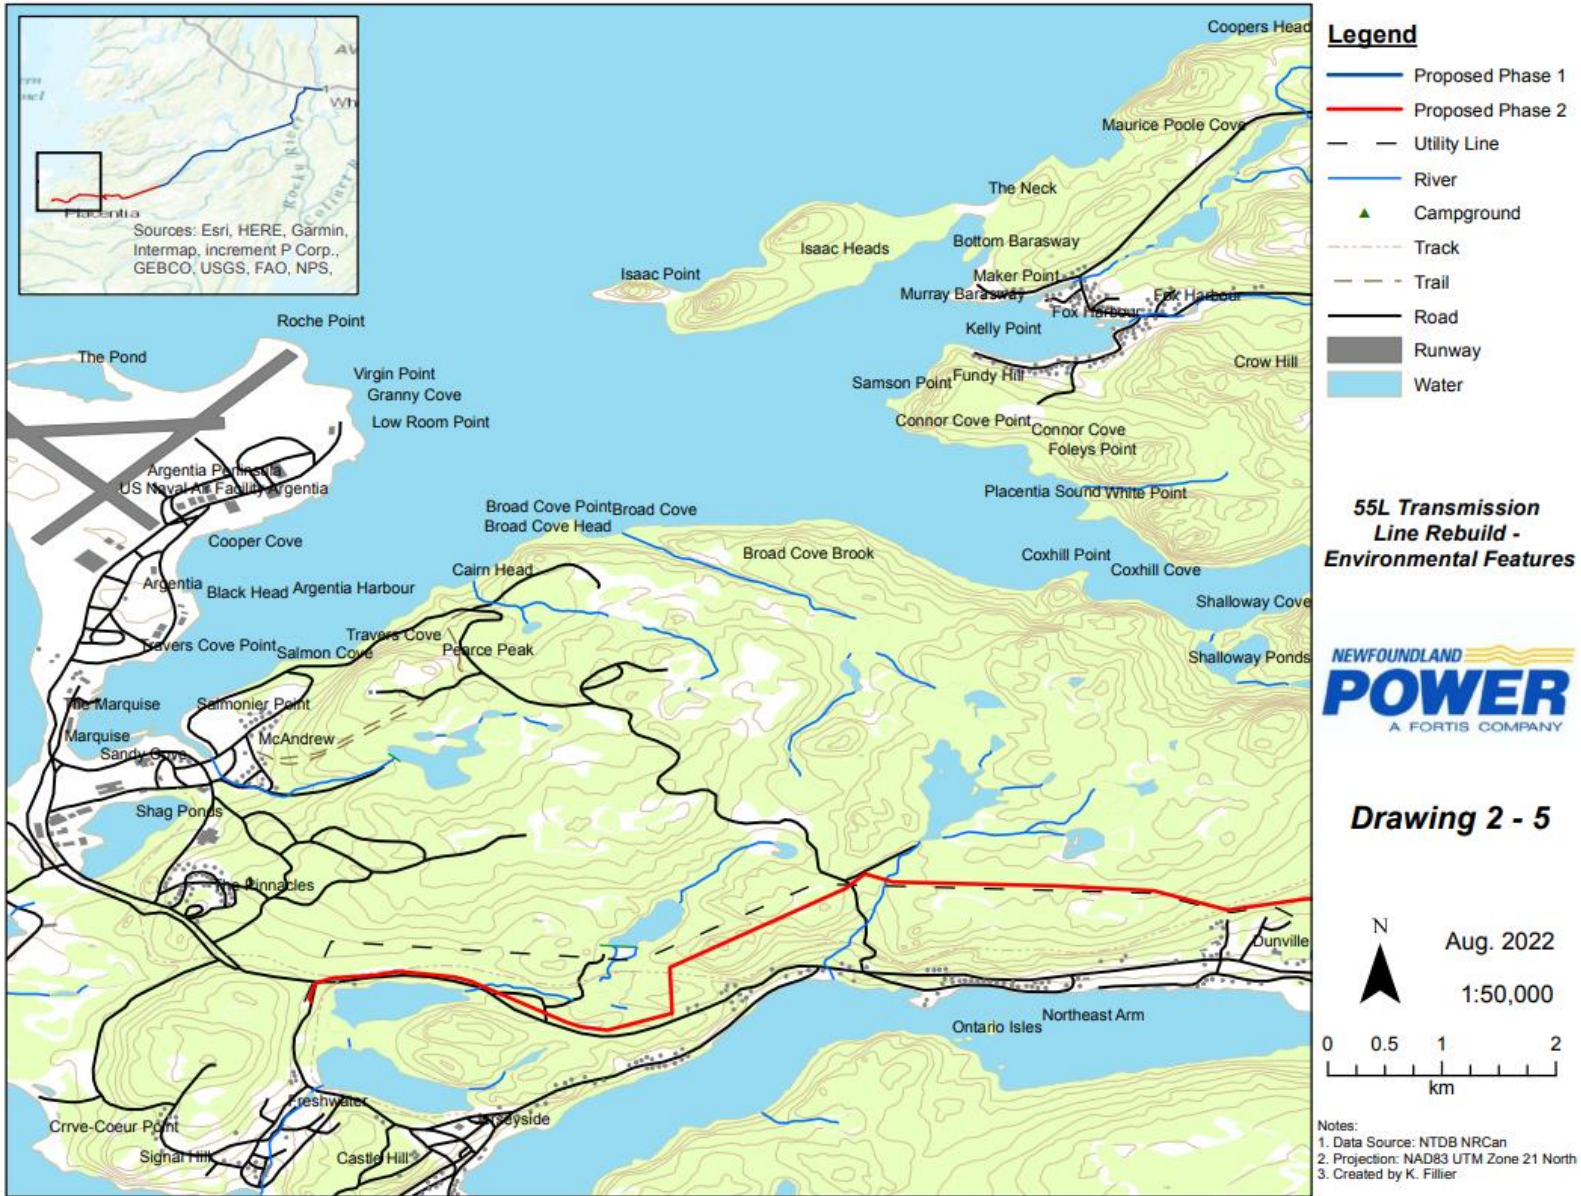 AV
Wh
Rocky River
Colinet R
Placentia
Sources: Esri, HERE, Garmin,
Intermap, increment P Corp.,
GEBCO, USGS, FAO, NPS,
Coopers Head
Maurice Poole Cove
The Neck
Isaac Heads
Bottom Barasway
Isaac Point
Maker Point
Murray Barasway
Fox Harbour
Fox Harbour
Kelly Point
Roche Point
The Pond
Crow Hill
Virgin Point
Samson Point
Fundy Hill
Granny Cove
Low Room Point
Connor Cove Point
Connor Cove
Foleys Point
Argentia Peninsula
US Naval Air Facility Argentia
Placentia Sound
White Point
Broad Cove Point
Broad Cove
Broad Cove Head
Cooper Cove
Broad Cove Brook
Coxhill Point
Coxhill Cove
Cairn Head
Argentia
Black Head
Argentia Harbour
Shalloway Cove
Travers Cove
Travers Cove Point
Salmon Cove
Pearce Peak
Shalloway Ponds
The Marquise
Salmonier Point
Marquise
McAndrew
Sandy Cove
Shag Ponds
The Pinnacles
Dunville
Northeast Arm
Ontario Isles
Freshwater
Jerseyside
Crrve-Coeur Point
Signal Hill
Castle Hill
Legend
Proposed Phase 1
Proposed Phase 2
Utility Line
River
Campground
Track
Trail
Road
Runway
Water
55L Transmission
Line Rebuild -
Environmental Features
NEWFOUNDLAND
POWER
A FORTIS COMPANY
Drawing 2 - 5
N
Aug. 2022
1:50,000
0 0.5 1 2
km
Notes:
1. Data Source: NTDB NRCan
2. Projection: NAD83 UTM Zone 21 North
3. Created by K. Fillier